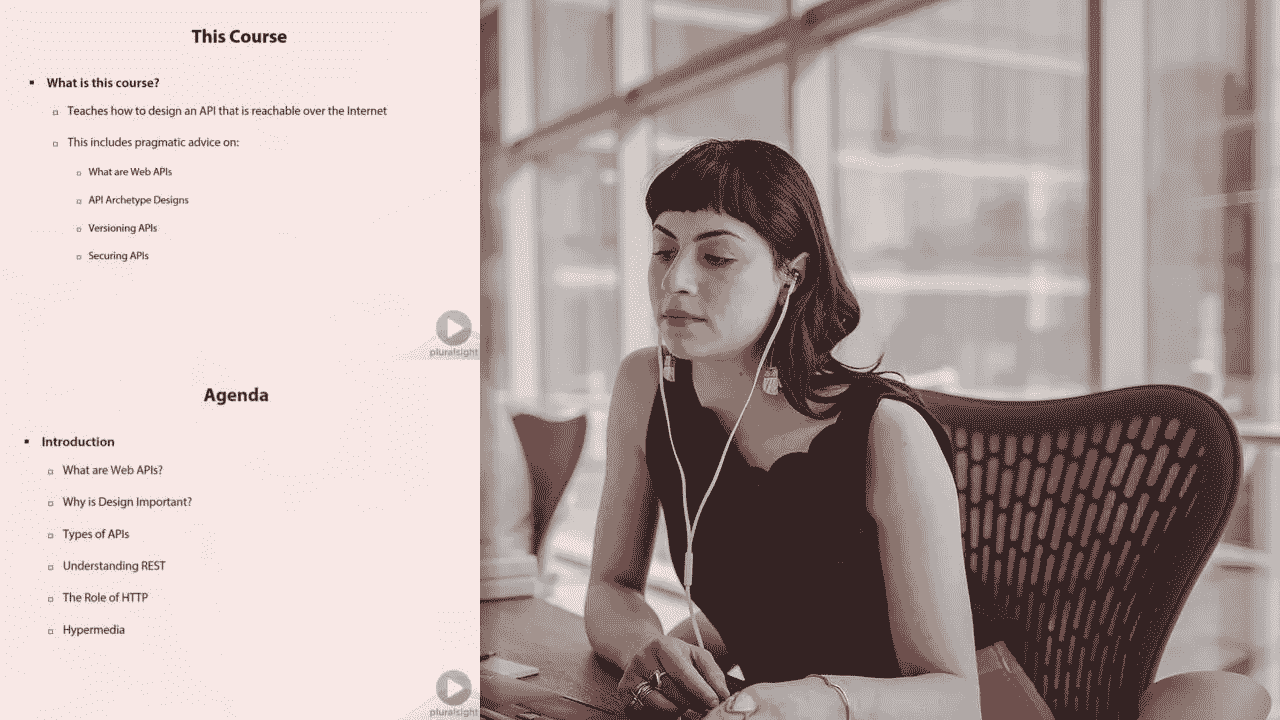 This Course
What is this course?
Teaches how to design an API that is reachable over the Internet
This includes pragmatic advice on:
What are Web APIs
API Archetype Designs
Versioning APIs
Securing APIs
pluralsight
Agenda
Introduction
What are Web APIs?
Why is Design Important?
Types of APIs
Understanding REST
The Role of HTTP
Hypermedia
pluralsight